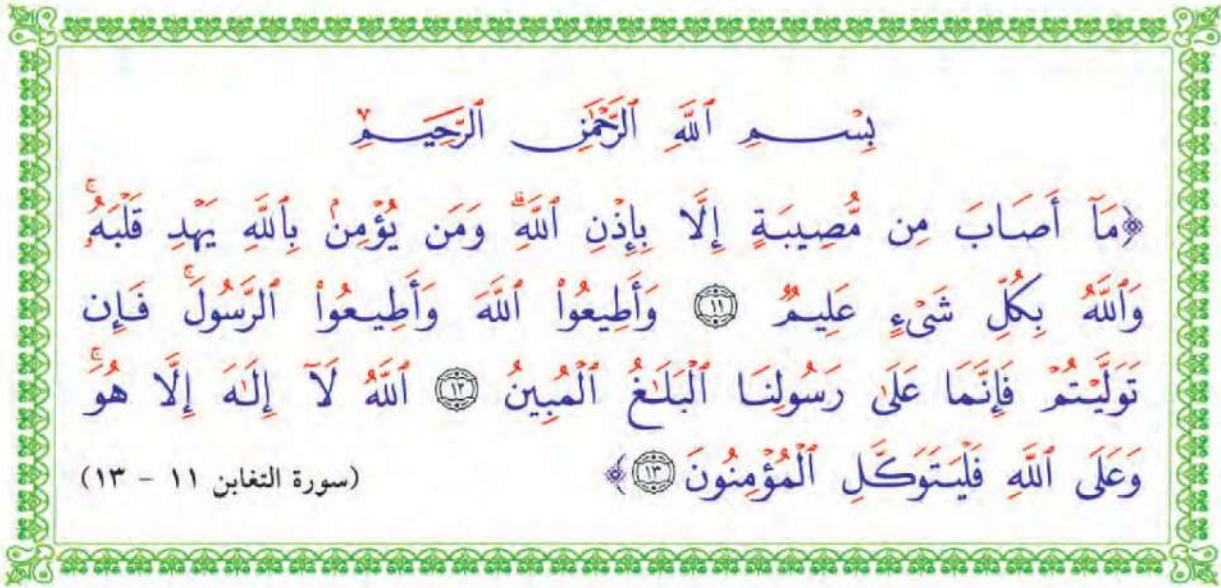 بِسْمِ ٱللَّهِ ٱلرَّحْمَٰنِ ٱلرَّحِيمِ
﴿مَآ أَصَابَ مِن مُّصِيبَةٍ إِلَّا بِإِذْنِ ٱللَّهِۗ وَمَن يُؤْمِنۢ بِٱللَّهِ يَهْدِ قَلْبَهُۥۚ
وَٱللَّهُ بِكُلِّ شَىْءٍ عَلِيمٌ ١١ وَأَطِيعُوا۟ ٱللَّهَ وَأَطِيعُوا۟ ٱلرَّسُولَۚ فَإِن
تَوَلَّيْتُمْ فَإِنَّمَا عَلَىٰ رَسُولِنَا ٱلْبَلَٰغُ ٱلْمُبِينُ ١٢ ٱللَّهُ لَآ إِلَٰهَ إِلَّا هُوَۚ
وَعَلَى ٱللَّهِ فَلْيَتَوَكَّلِ ٱلْمُؤْمِنُونَ ١٣﴾ (سورة التغابن ١١ - ١٣)